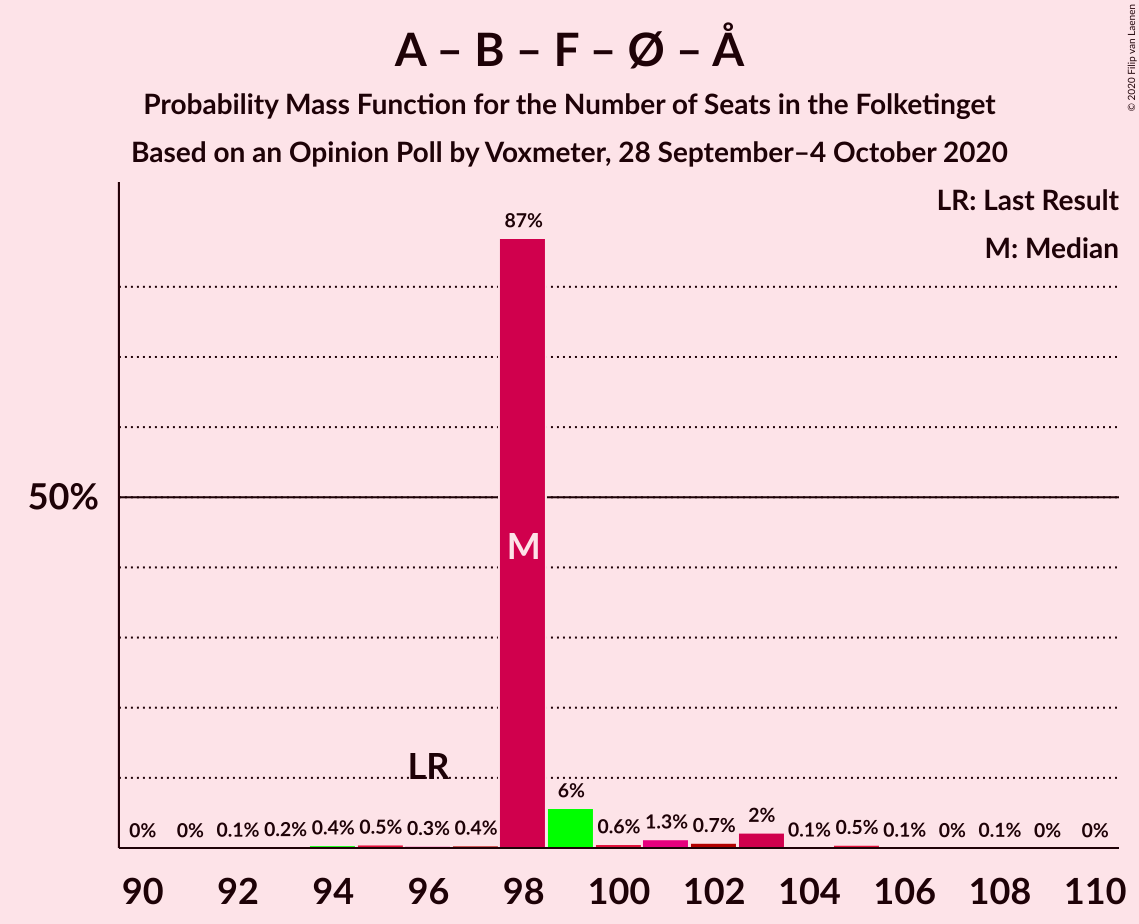 A – B – F – Ø – Å
Probability Mass Function for the Number of Seats in the Folketinget
Based on an Opinion Poll by Voxmeter, 28 September–4 October 2020
© 2020 Filip van Laenen
LR: Last Result
M: Median
87%
50%
M
LR
0% 0% 0.1% 0.2% 0.4% 0.5% 0.3% 0.4% 6% 0.6% 1.3% 0.7% 2% 0.1% 0.5% 0.1% 0% 0.1% 0% 0%
90 92 94 96 98 100 102 104 106 108 110